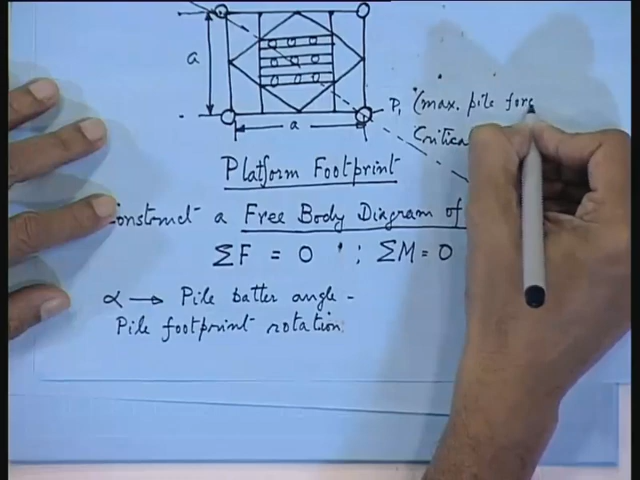 a
P1 (max. pile for
Critica
a
Platform Footprint
onstruct a Free Body Diagram of
ΣF = 0 ; ΣM = 0
α → Pile batter angle -
Pile footprint rotation